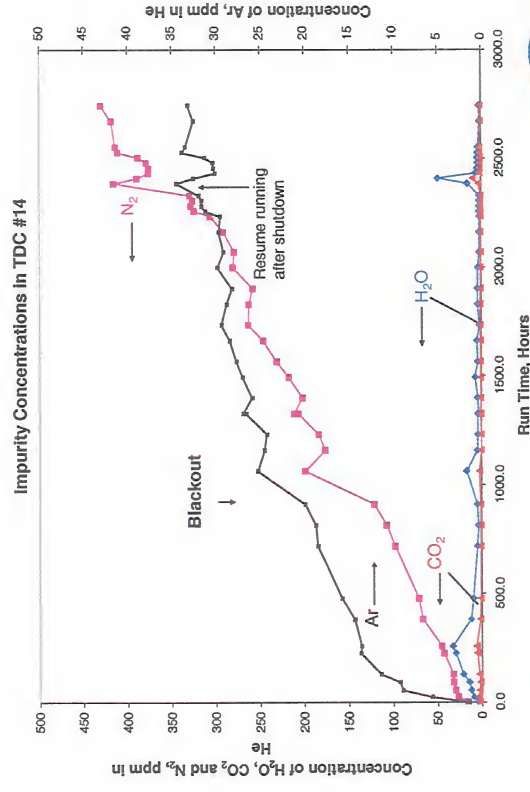 Impurity Concentrations in TDC #14
Concentration of H₂O, CO₂ and N₂, ppm in
He
500
450
400
350
300
250
200
150
100
50
0
Concentration of Ar, ppm in He
50
45
40
35
30
25
20
15
10
5
0
0.0
500.0
1000.0
1500.0
2000.0
2500.0
3000.0
Run Time, Hours
N₂
Blackout
Resume running
after shutdown
Ar
CO₂
H₂O